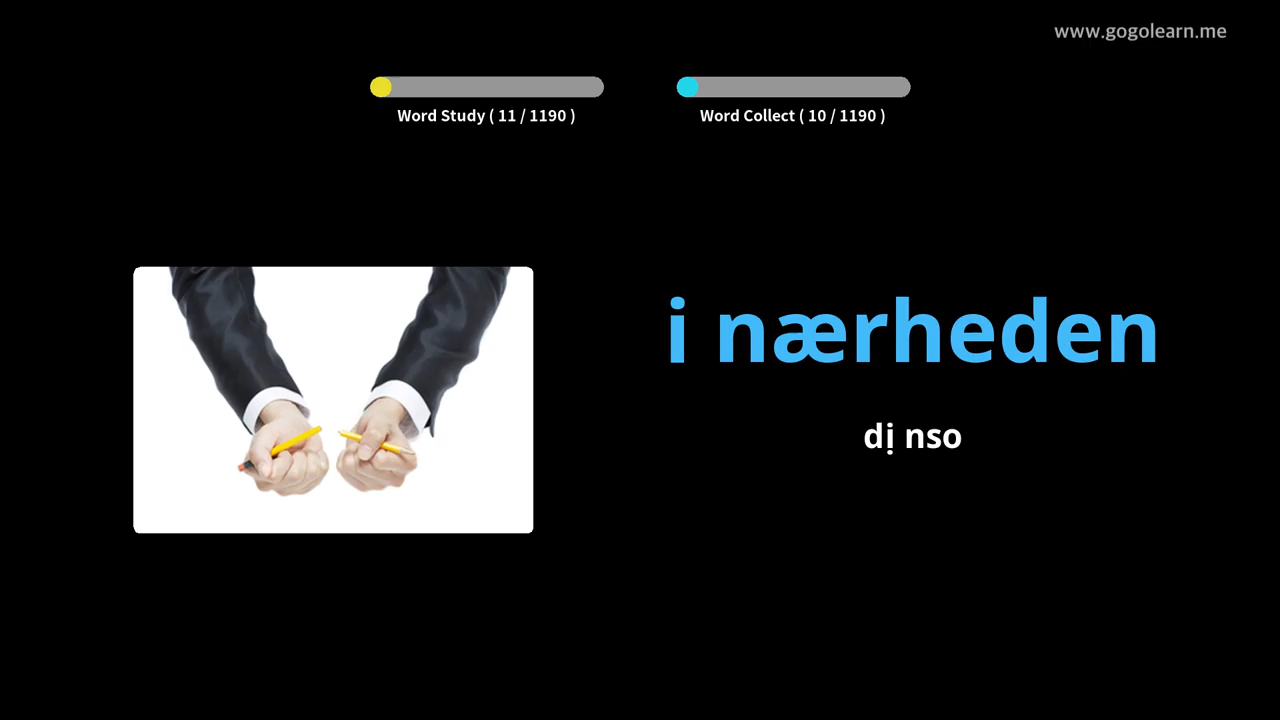 www.gogolearn.me
Word Study ( 11 / 1190 )
Word Collect ( 10 / 1190 )
i nærheden
dị nso